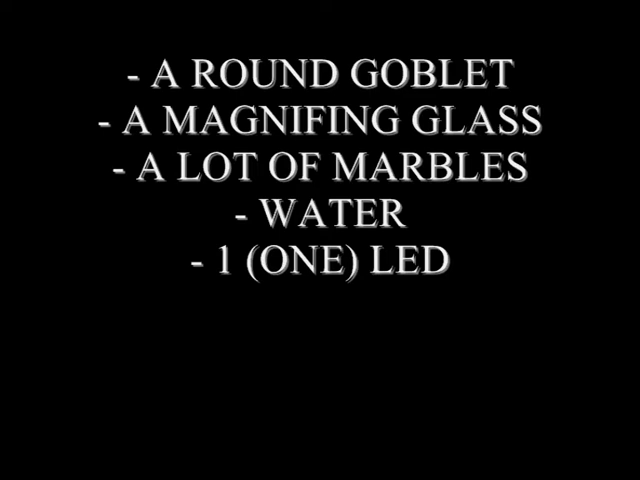 - A ROUND GOBLET
- A MAGNIFING GLASS
- A LOT OF MARBLES
- WATER
- 1 (ONE) LED